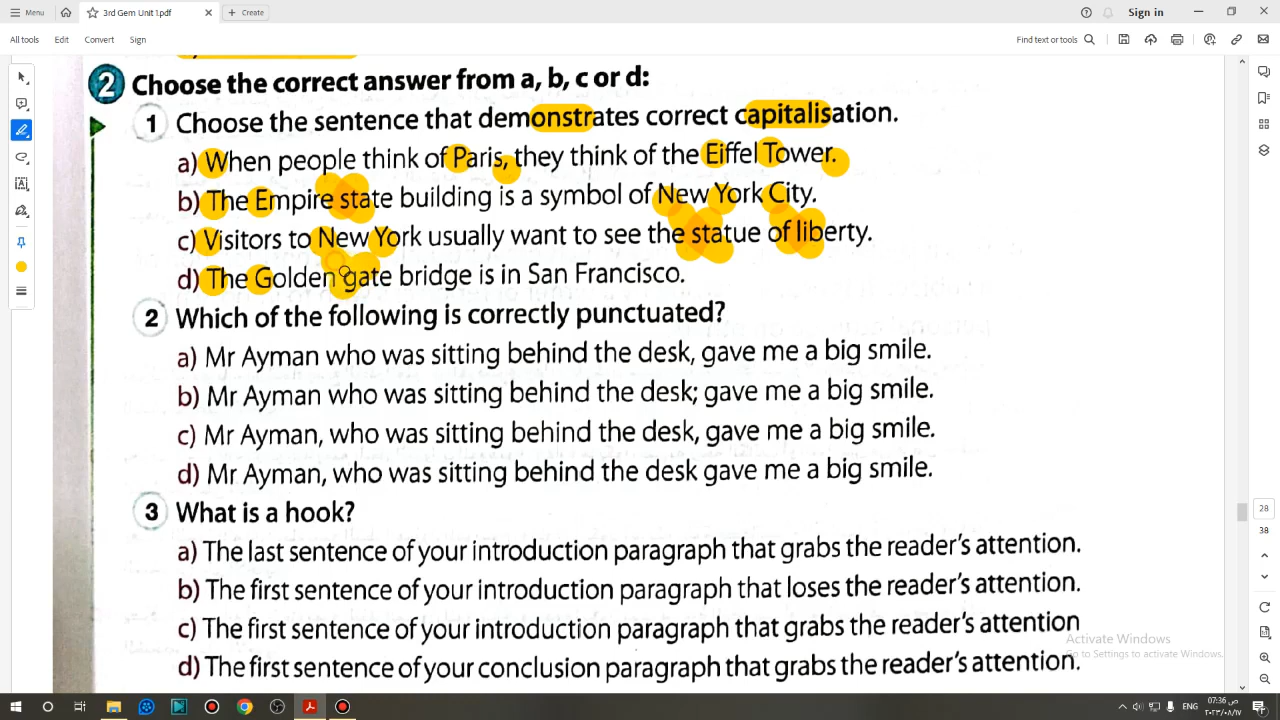 Menu
3rd Gem Unit 1.pdf
Create
Sign in
All tools Edit Convert Sign
Find text or tools
2 Choose the correct answer from a, b, c or d:
1 Choose the sentence that demonstrates correct capitalisation.
a) When people think of Paris, they think of the Eiffel Tower.
b) The Empire state building is a symbol of New York City.
c) Visitors to New York usually want to see the statue of liberty.
d) The Golden gate bridge is in San Francisco.
2 Which of the following is correctly punctuated?
a) Mr Ayman who was sitting behind the desk, gave me a big smile.
b) Mr Ayman who was sitting behind the desk; gave me a big smile.
c) Mr Ayman, who was sitting behind the desk, gave me a big smile.
d) Mr Ayman, who was sitting behind the desk gave me a big smile.
3 What is a hook?
a) The last sentence of your introduction paragraph that grabs the reader's attention.
b) The first sentence of your introduction paragraph that loses the reader's attention.
c) The first sentence of your introduction paragraph that grabs the reader's attention
d) The first sentence of your conclusion paragraph that grabs the reader's attention.
28
38
Activate Windows
Go to Settings to activate Windows.
ENG
07:36 ص
٢٠٢٣/٠٨/١٧